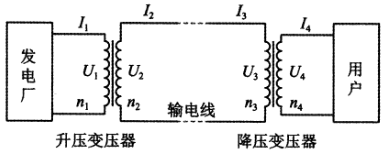 I₁ I₂ I₃ I₄
发电厂 U₁ U₂ U₃ U₄ 用户
n₁ n₂ 输电线 n₃ n₄
升压变压器 降压变压器